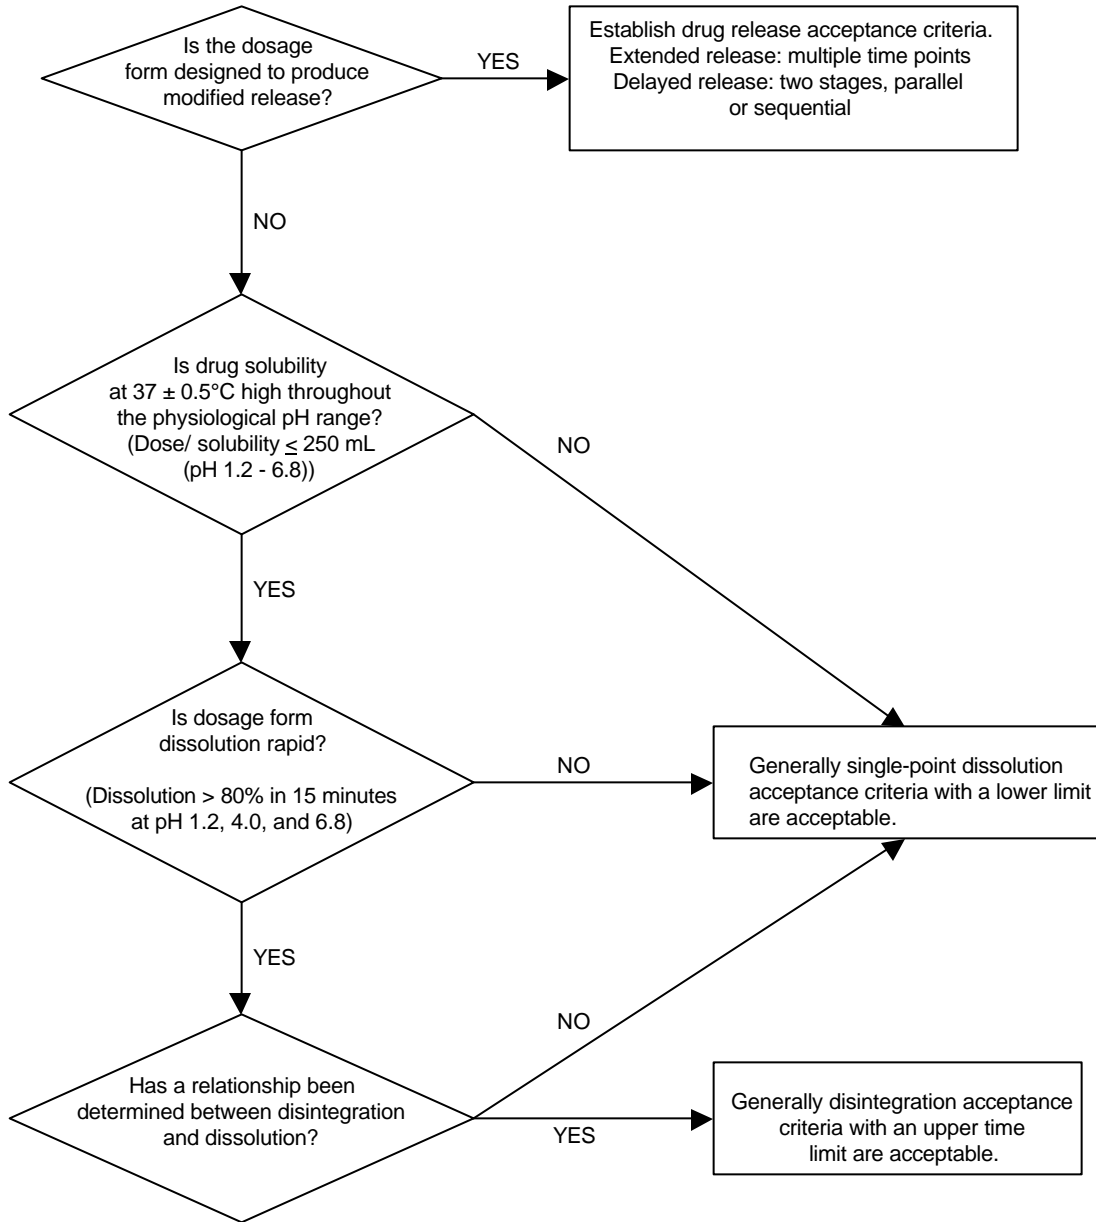 Is the dosage
form designed to produce
modified release?
YES
Establish drug release acceptance criteria.
Extended release: multiple time points
Delayed release: two stages, parallel
or sequential
NO
Is drug solubility
at 37 ± 0.5°C high throughout
the physiological pH range?
(Dose/ solubility ≤ 250 mL
(pH 1.2 - 6.8))
NO
YES
Is dosage form
dissolution rapid?
(Dissolution > 80% in 15 minutes
at pH 1.2, 4.0, and 6.8)
NO
Generally single-point dissolution
acceptance criteria with a lower limit
are acceptable.
YES
NO
Has a relationship been
determined between disintegration
and dissolution?
YES
Generally disintegration acceptance
criteria with an upper time
limit are acceptable.